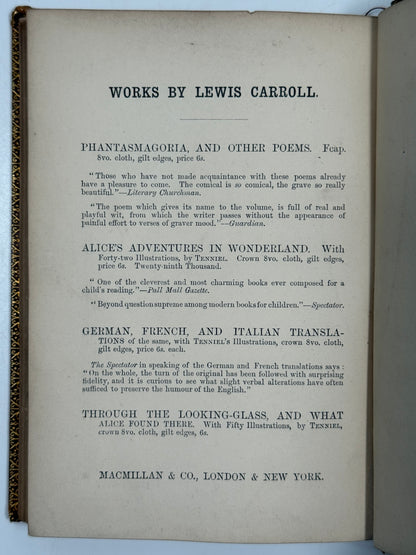 WORKS BY LEWIS CARROLL.
PHANTASMAGORIA, AND OTHER POEMS. Fcap.
8vo. cloth, gilt edges, price 6s.
"Those who have not made acquaintance with these poems already
have a pleasure to come. The comical is so comical, the grave so really
beautiful."—Literary Churchman.
"The poem which gives its name to the volume, is full of real and
playful wit, from which the writer passes without the appearance of
painful effort to verses of graver mood."—Guardian.
ALICE'S ADVENTURES IN WONDERLAND. With
Forty-two Illustrations, by TENNIEL. Crown 8vo. cloth, gilt edges,
price 6s. Twenty-ninth Thousand.
"One of the cleverest and most charming books ever composed for a
child's reading."—Pall Mall Gazette.
"Beyond question supreme among modern books for children."—Spectator.
GERMAN, FRENCH, AND ITALIAN TRANSLA-
TIONS of the same, with TENNIEL'S Illustrations, crown 8vo. cloth,
gilt edges, price 6s. each.
The Spectator in speaking of the German and French translations says:
"On the whole, the turn of the original has been followed with surprising
fidelity, and it is curious to see what slight verbal alterations have often
sufficed to preserve the humour of the English."
THROUGH THE LOOKING-GLASS, AND WHAT
ALICE FOUND THERE. With Fifty Illustrations, by TENNIEL,
crown 8vo. cloth, gilt edges, 6s.
MACMILLAN & CO., LONDON & NEW YORK.